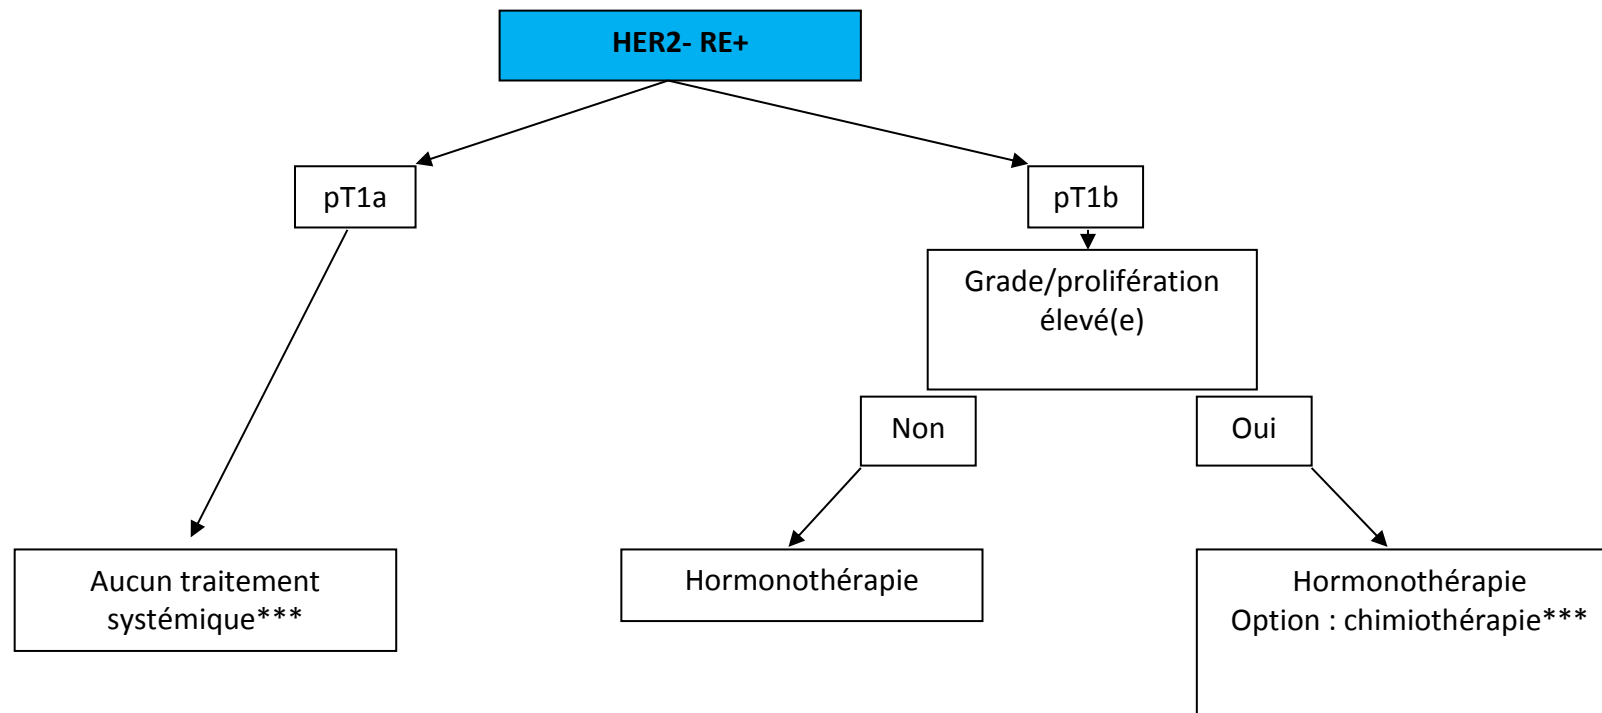 HER2- RE+
pT1a
pT1b
Grade/prolifération
élevé(e)
Non
Oui
Aucun traitement
systémique***
Hormonothérapie
Hormonothérapie
Option : chimiothérapie***